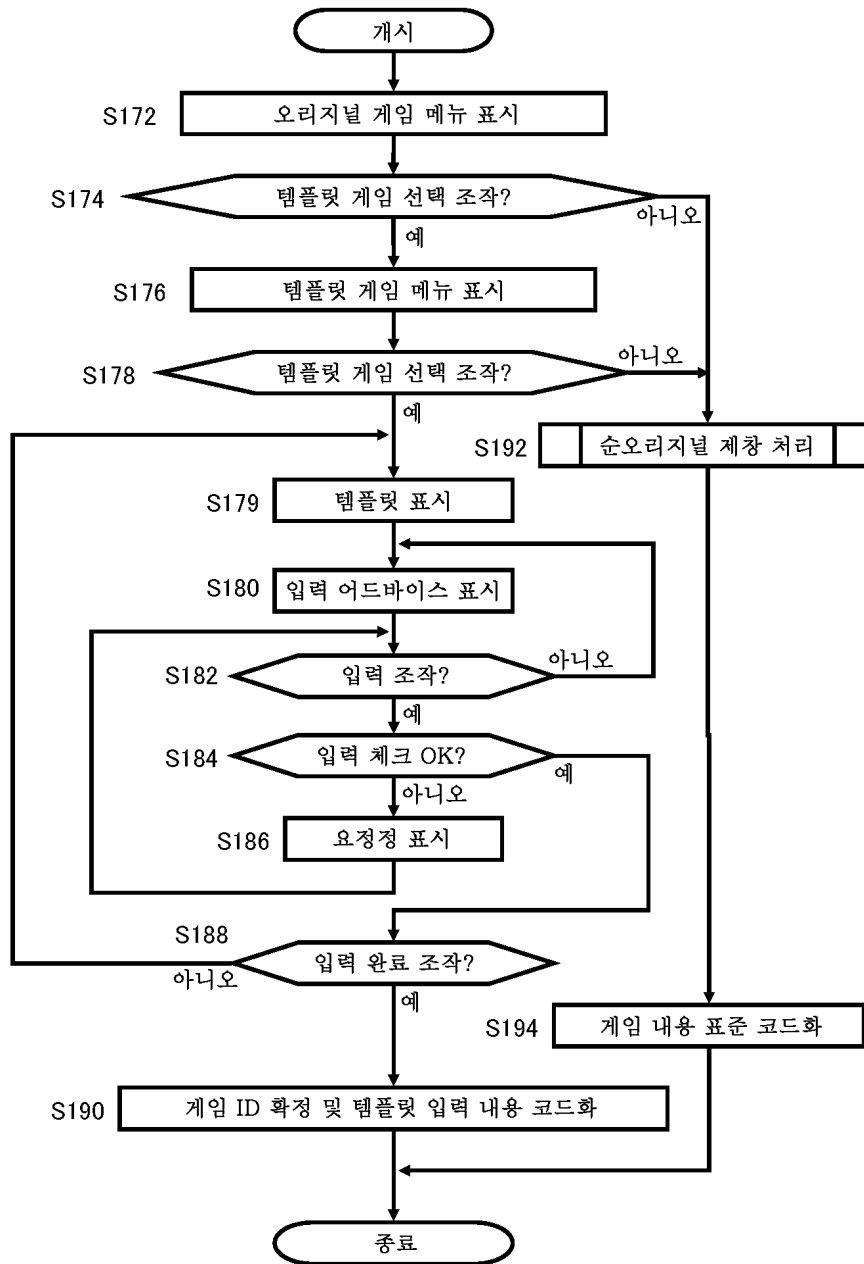 개시
S172 오리지널 게임 메뉴 표시
S174 템플릿 게임 선택 조작?
아니오
예
S176 템플릿 게임 메뉴 표시
S178 템플릿 게임 선택 조작?
아니오
예
S192 순오리지널 제창 처리
S179 템플릿 표시
S180 입력 어드바이스 표시
S182 입력 조작?
아니오
예
S184 입력 체크 OK?
예
아니오
S186 요정정 표시
S188
입력 완료 조작?
아니오
예
S194 게임 내용 표준 코드화
S190 게임 ID 확정 및 템플릿 입력 내용 코드화
종료